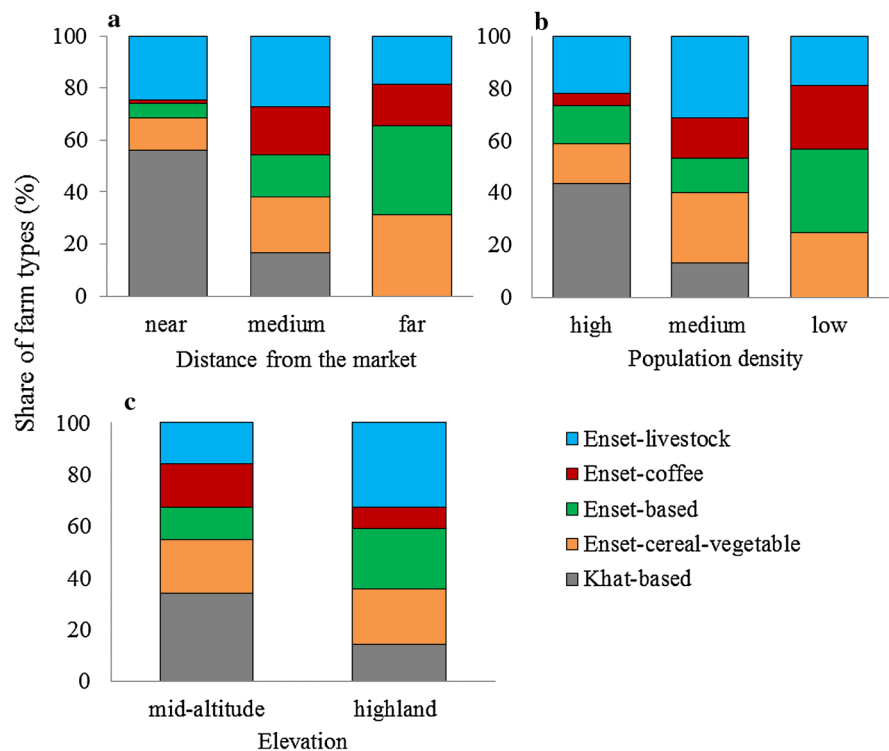 a
100
80
60
40
20
0
near medium far
Distance from the market
b
100
80
60
40
20
0
high medium low
Population density
Share of farm types (%)
c
100
80
60
40
20
0
mid-altitude highland
Elevation
Enset-livestock
Enset-coffee
Enset-based
Enset-cereal-vegetable
Khat-based